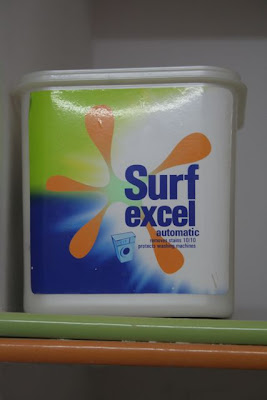 Surf
excel
automatic
removes stains 10/10
protects washing machines